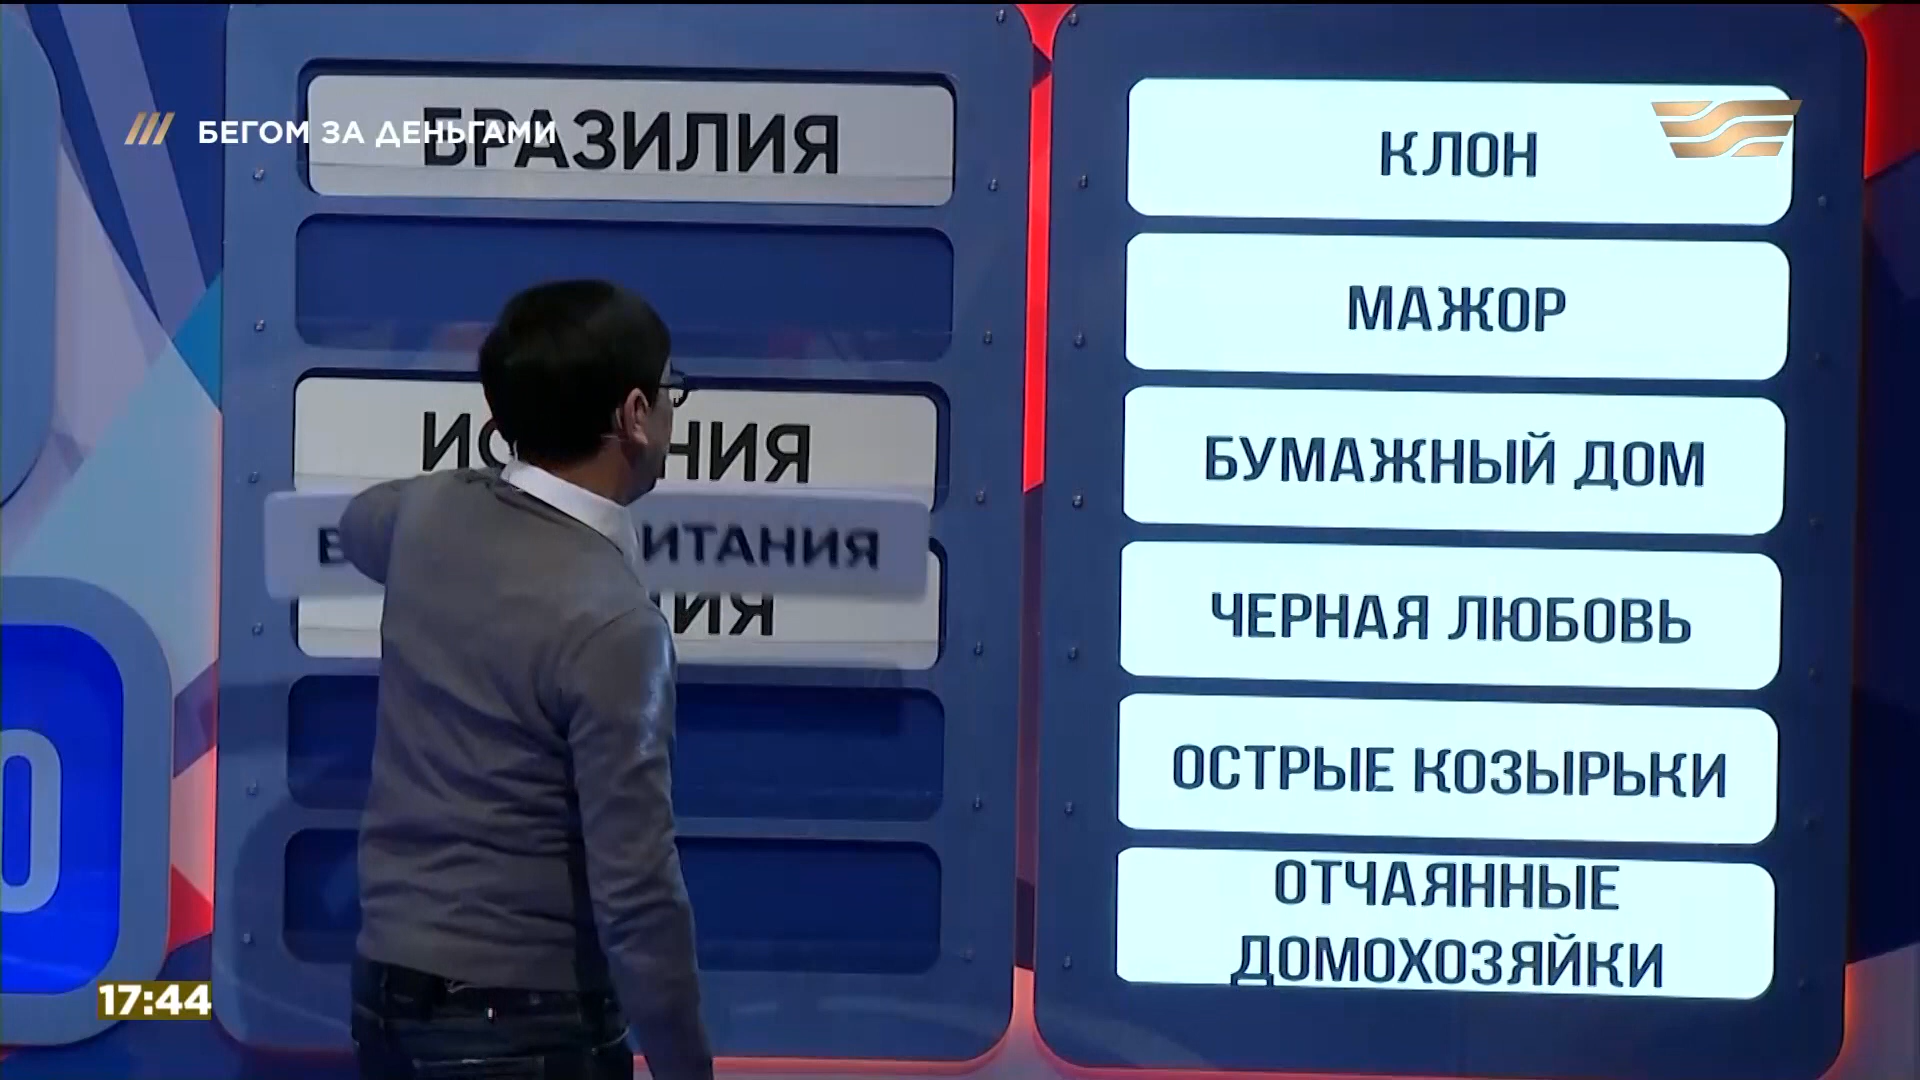 БЕГОМ ЗА ДЕНЬГАМИ
БРАЗИЛИЯ
КЛОН
МАЖОР
БУМАЖНЫЙ ДОМ
ЧЕРНАЯ ЛЮБОВЬ
ОСТРЫЕ КОЗЫРЬКИ
ОТЧАЯННЫЕ
ДОМОХОЗЯЙКИ
17:44